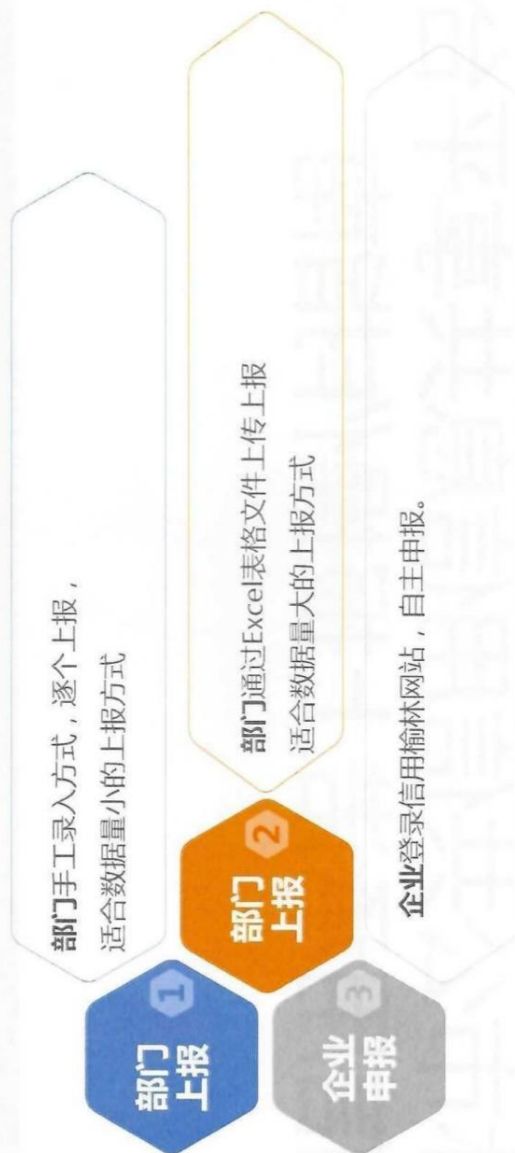 部门
上报
1
部门手工录入方式，逐个上报，
适合数据量小的上报方式
部门
上报
2
部门通过Excel表格文件上传上报
适合数据量大的上报方式
企业
申报
3
企业登录信用榆林网站，自主申报。